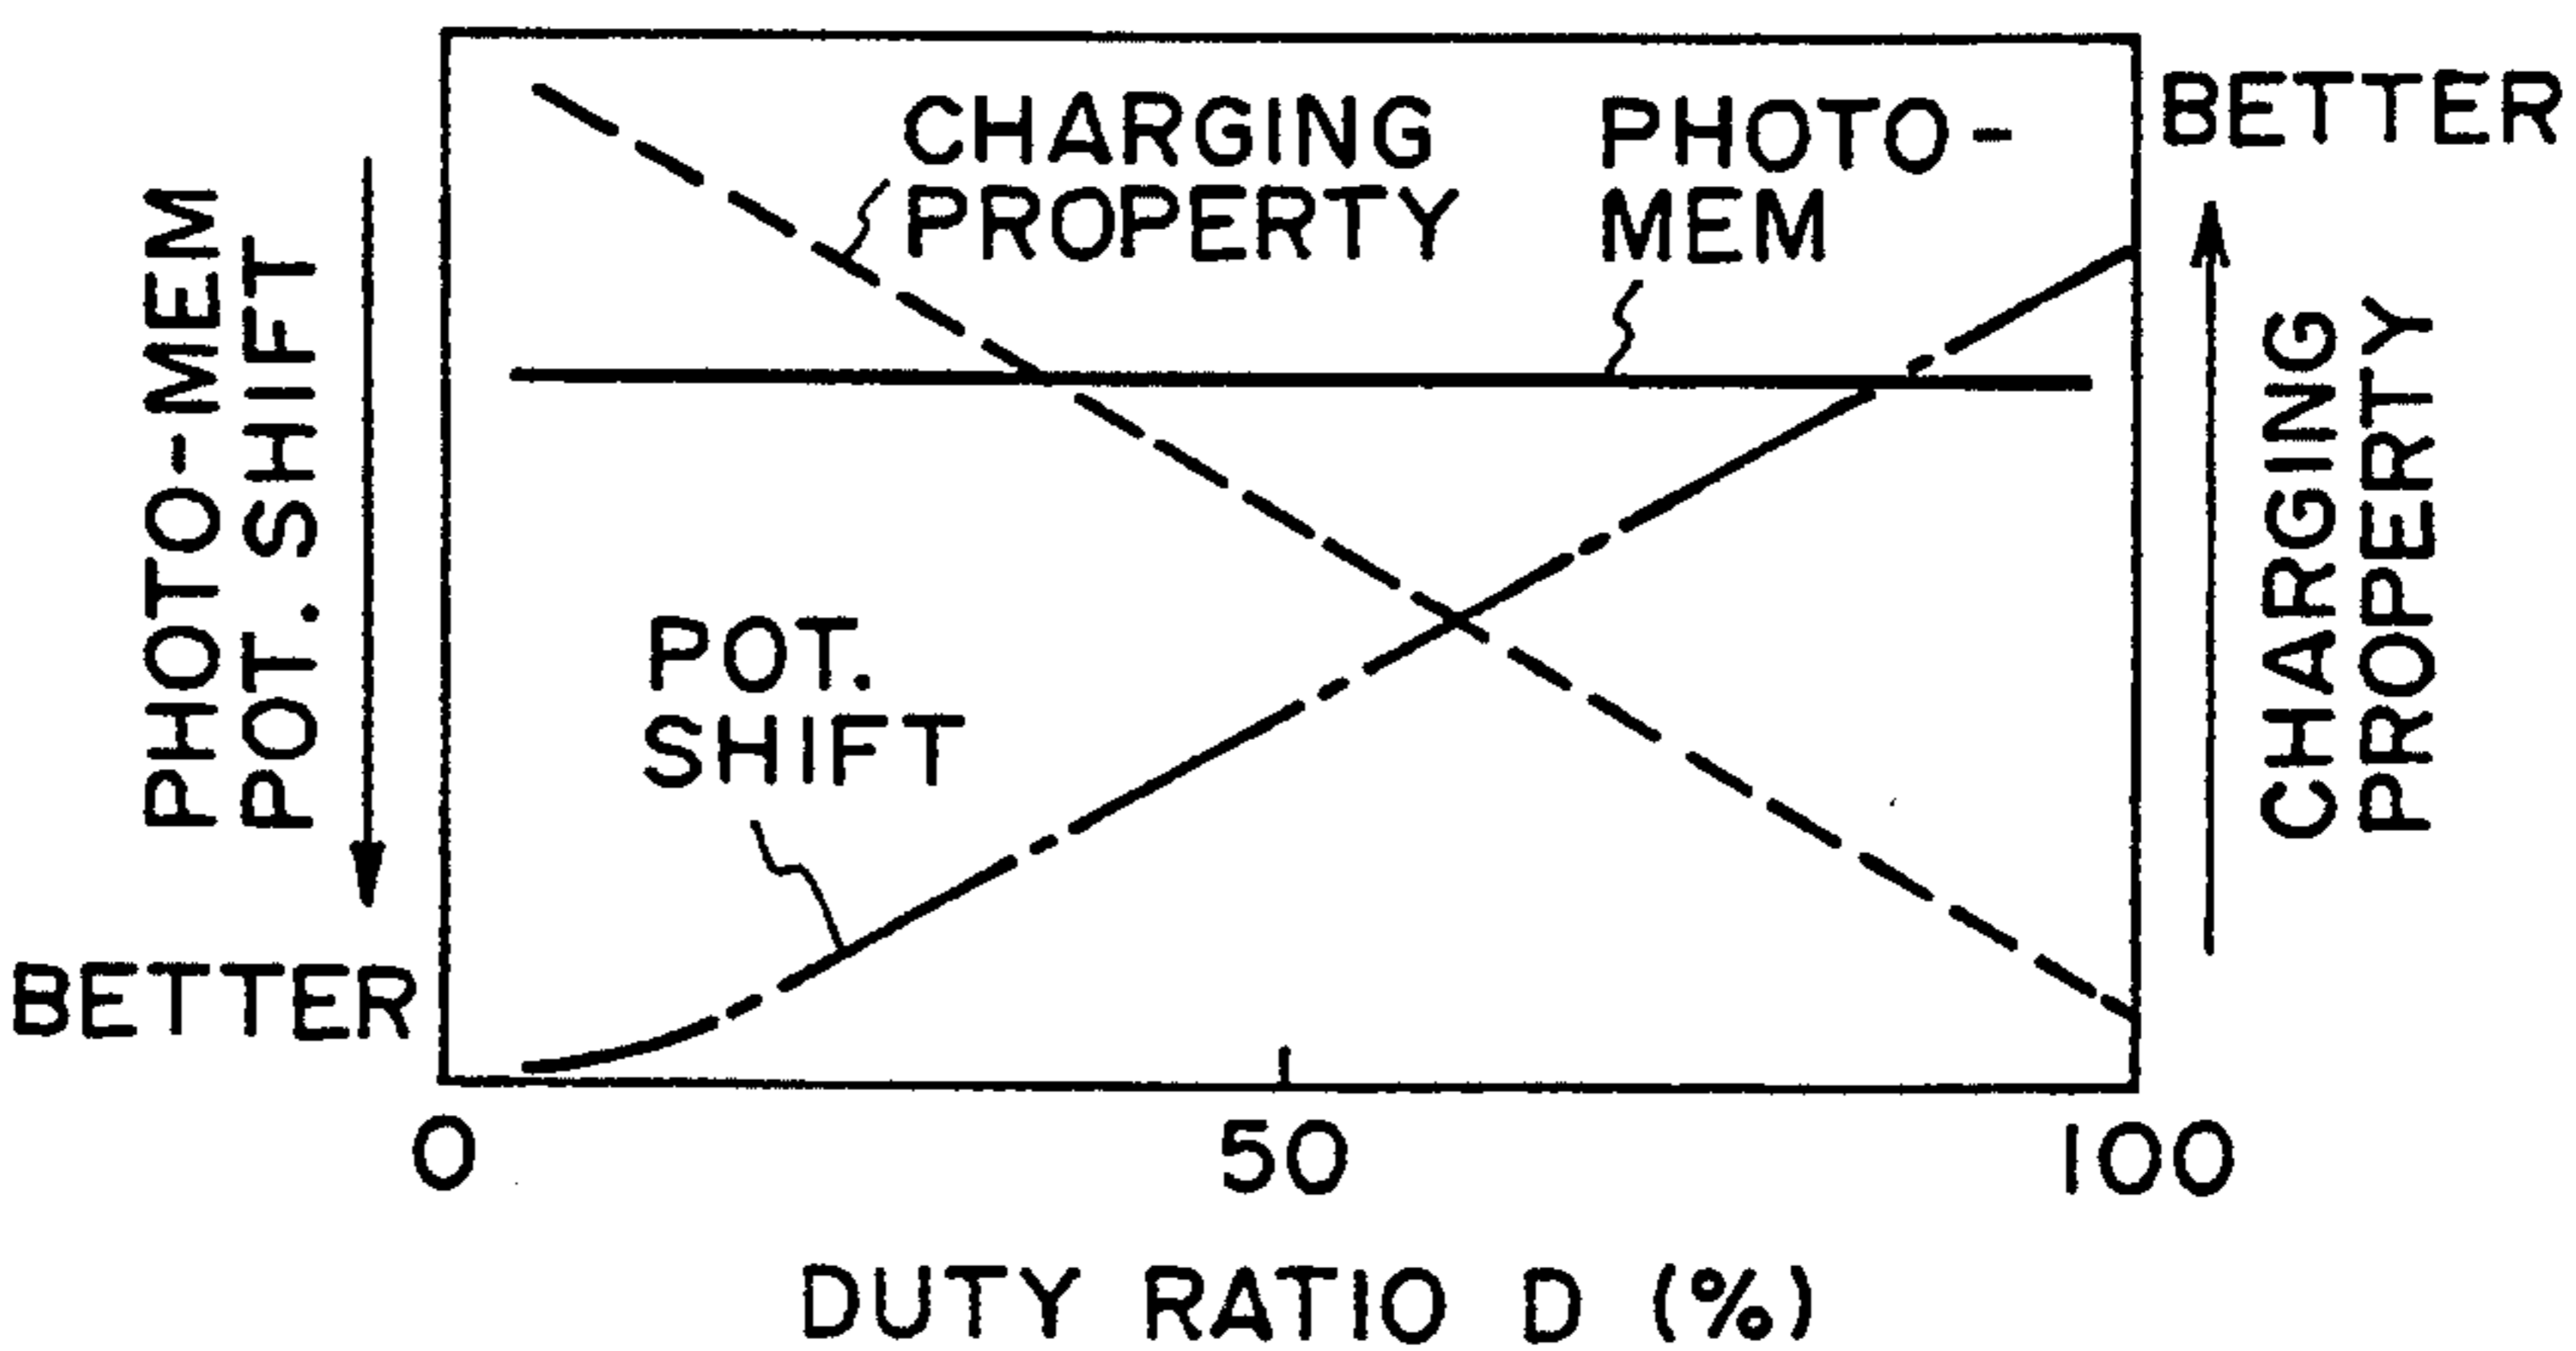 CHARGING
PROPERTY
PHOTO-
MEM
BETTER
PHOTO-MEM
POT. SHIFT
CHARGING
PROPERTY
POT.
SHIFT
BETTER
0
50
100
DUTY RATIO D (%)